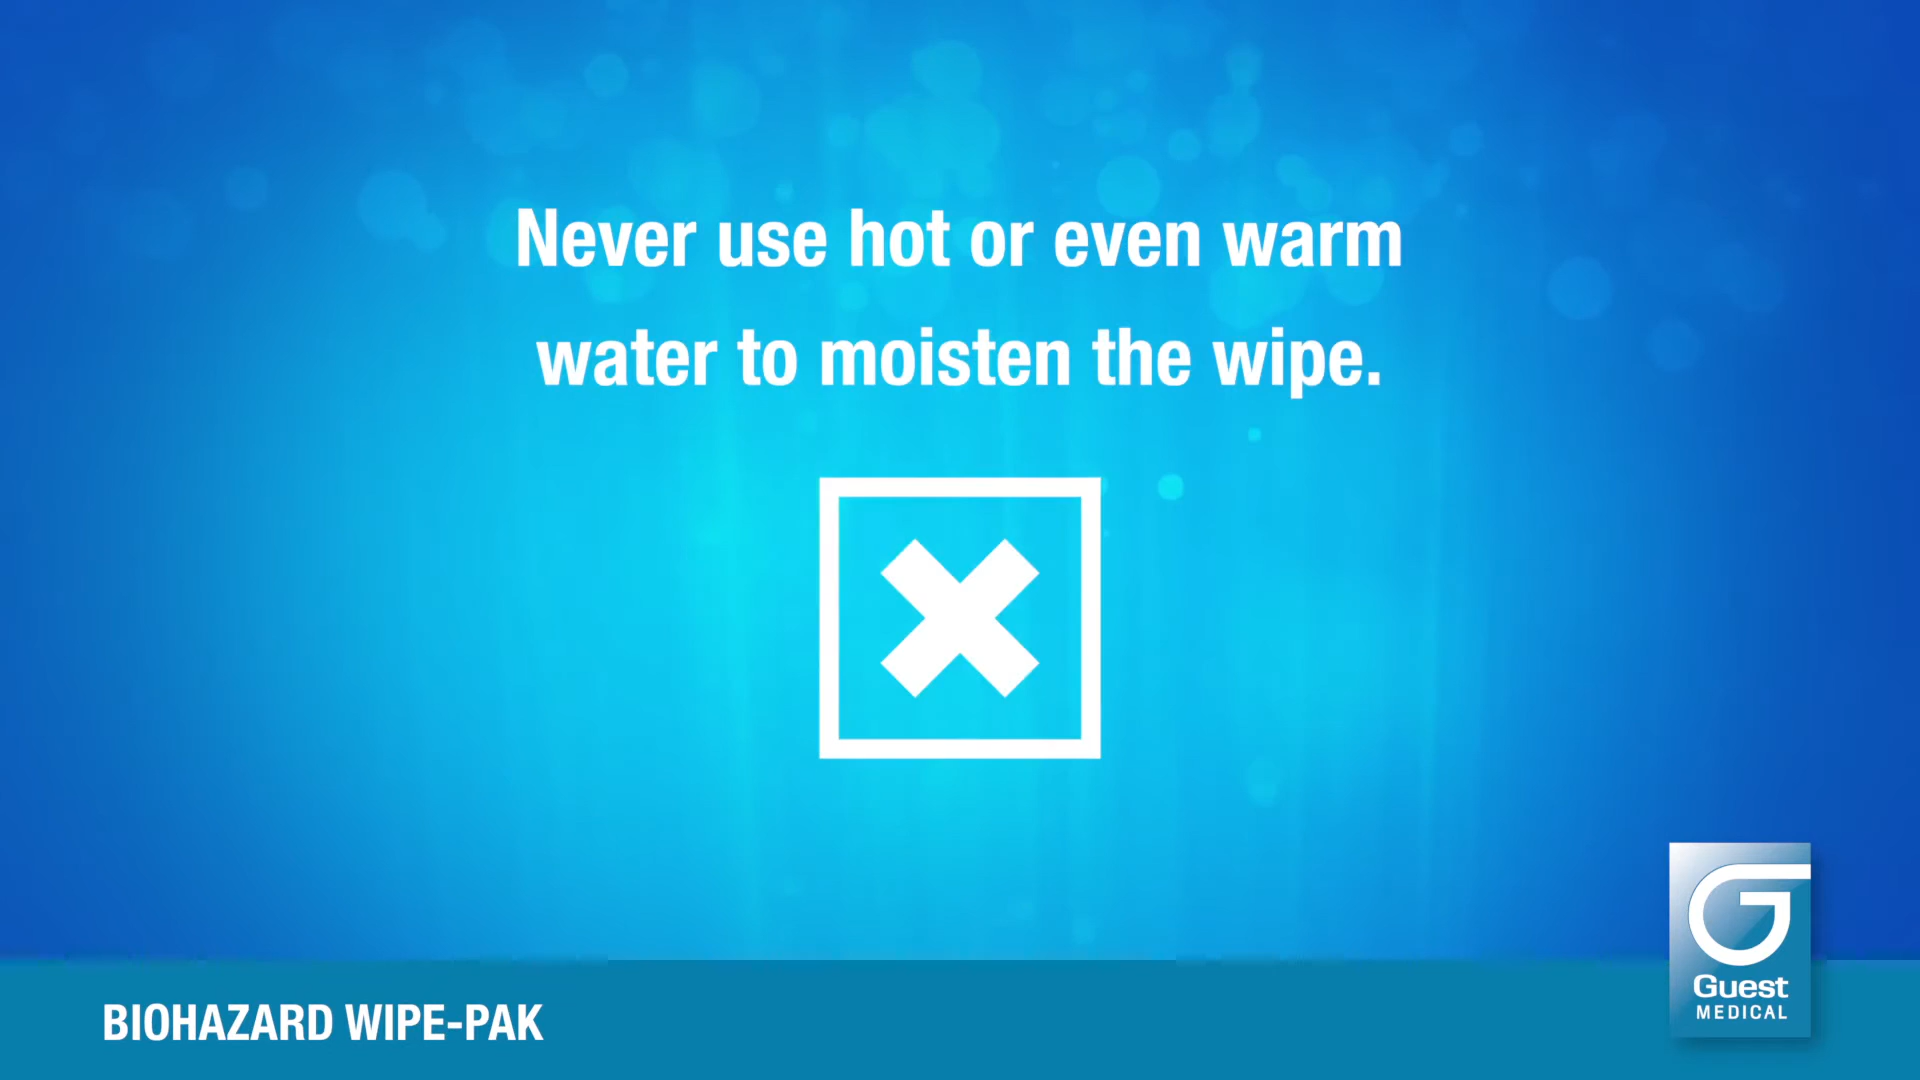 Never use hot or even warm
water to moisten the wipe.
BIOHAZARD WIPE-PAK
Guest
MEDICAL